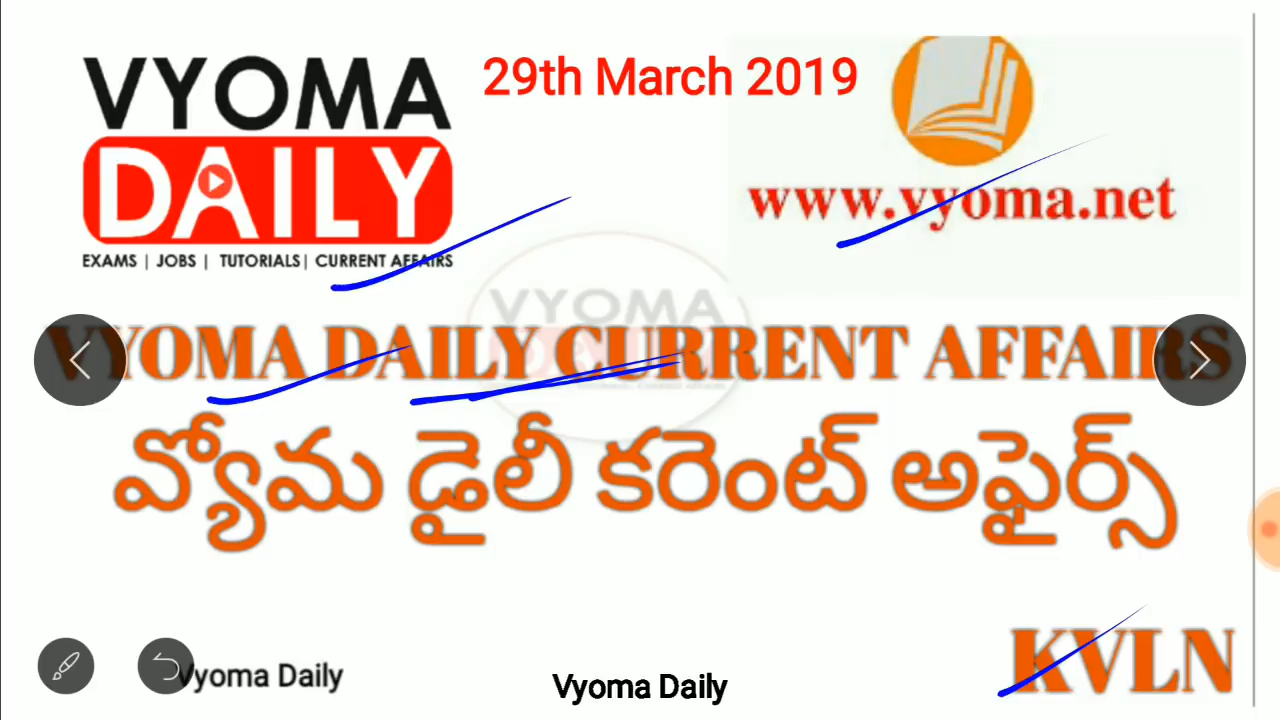 VYOMA
DAILY
EXAMS | JOBS | TUTORIALS | CURRENT AFFAIRS
29th March 2019
www.vyoma.net
VYOMA
VYOMA DAILY CURRENT AFFAIRS
వ్యోమ డైలీ కరెంట్ అఫైర్స్
KVLN
Vyoma Daily
Vyoma Daily